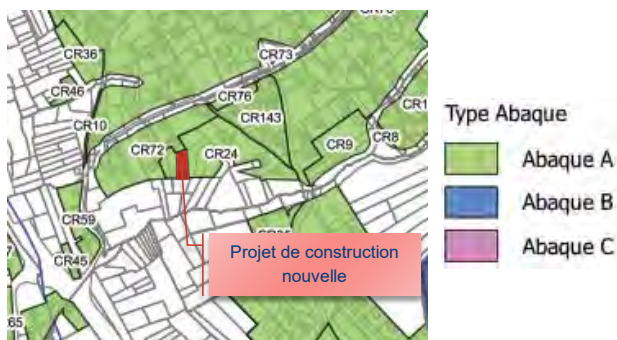 CR73
CR36
CR46
CR76
CR10
CR143
CR1
CR9
CR8
CR72
CR24
CR59
CR45
65
Projet de construction
nouvelle
Type Abaque
Abaque A
Abaque B
Abaque C